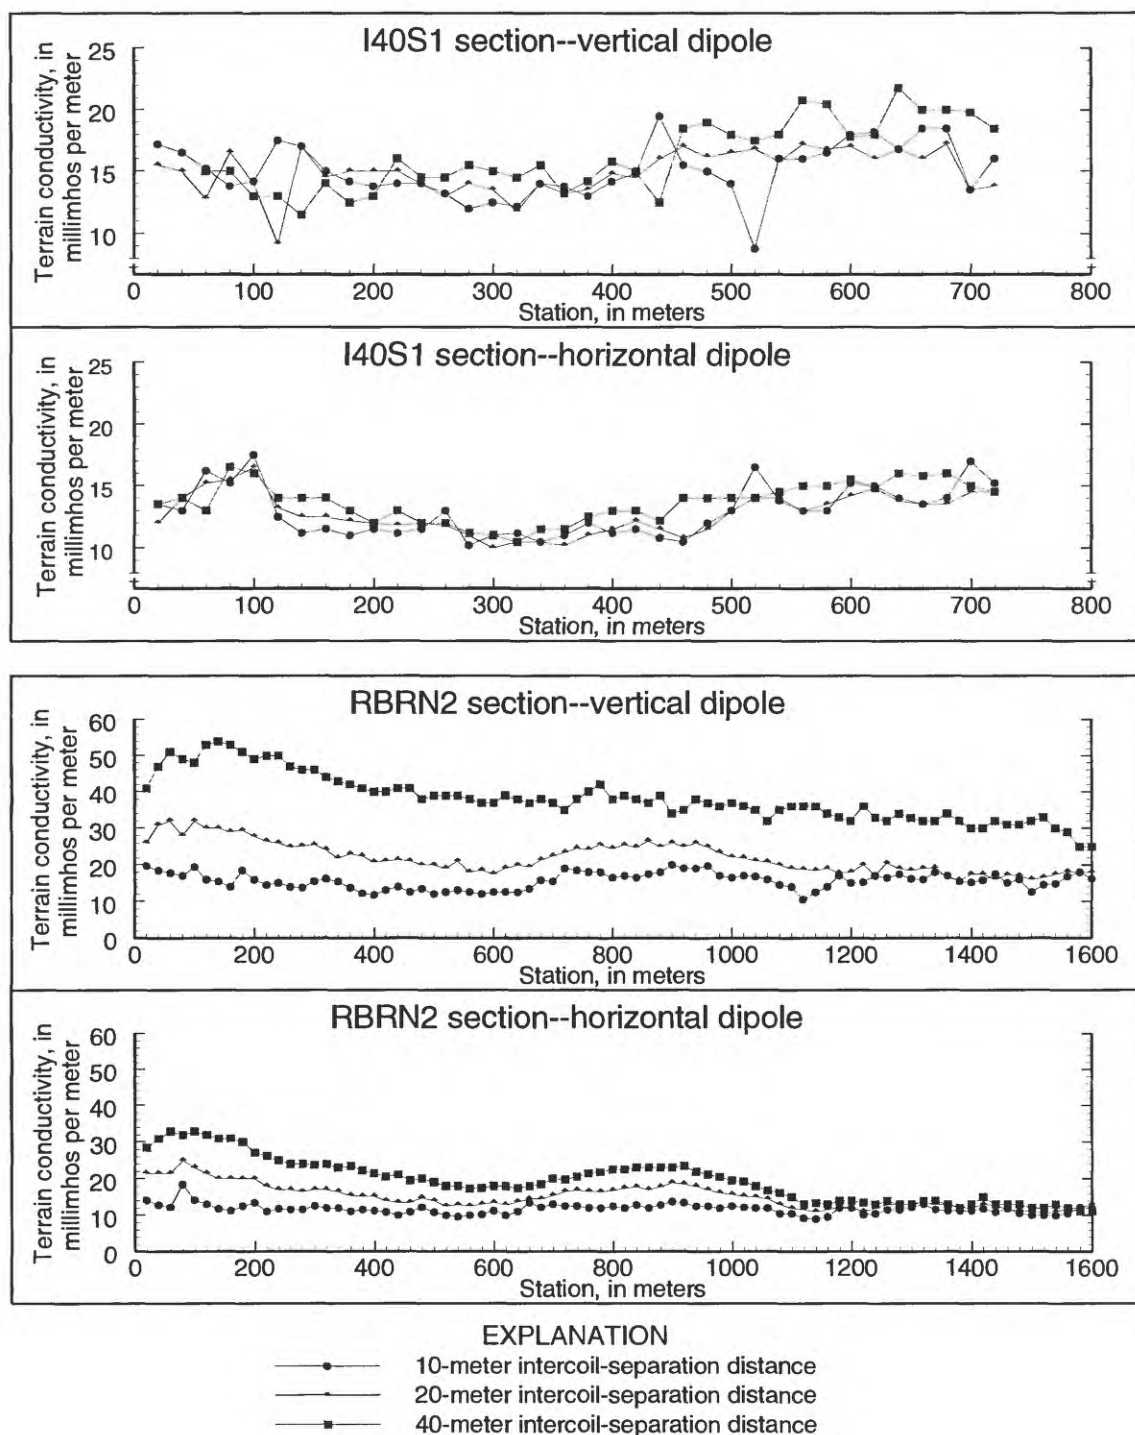 I40S1 section--vertical dipole
Terrain conductivity, in
millimhos per meter
25
20
15
10
0 100 200 300 400 500 600 700 800
Station, in meters
I40S1 section--horizontal dipole
Terrain conductivity, in
millimhos per meter
25
20
15
10
0 100 200 300 400 500 600 700 800
Station, in meters
RBRN2 section--vertical dipole
Terrain conductivity, in
millimhos per meter
60
50
40
30
20
10
0
0 200 400 600 800 1000 1200 1400 1600
Station, in meters
RBRN2 section--horizontal dipole
Terrain conductivity, in
millimhos per meter
60
50
40
30
20
10
0
0 200 400 600 800 1000 1200 1400 1600
Station, in meters
EXPLANATION
10-meter intercoil-separation distance
20-meter intercoil-separation distance
40-meter intercoil-separation distance